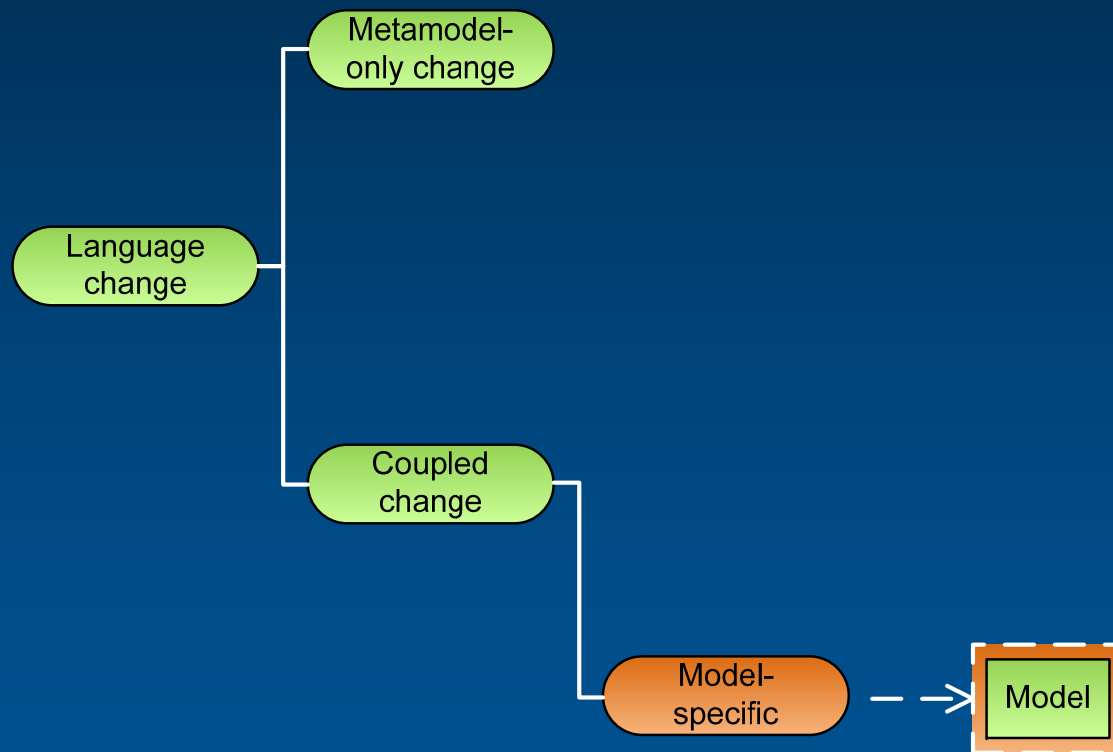 Metamodel-
only change
Language
change
Coupled
change
Model-
specific
Model